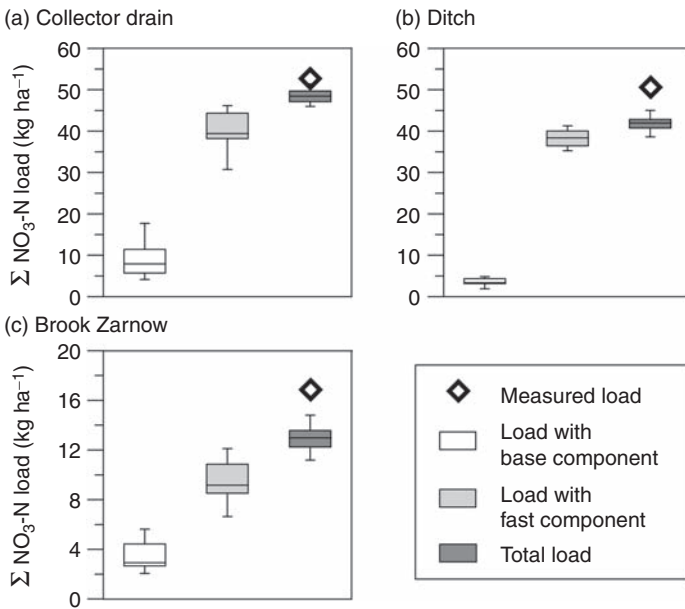 (a) Collector drain
Σ NO₃-N load (kg ha⁻¹)
60
50
40
30
20
10
0
(b) Ditch
60
50
40
30
20
10
0
(c) Brook Zarnow
Σ NO₃-N load (kg ha⁻¹)
20
16
12
8
4
0
Measured load
Load with
base component
Load with
fast component
Total load